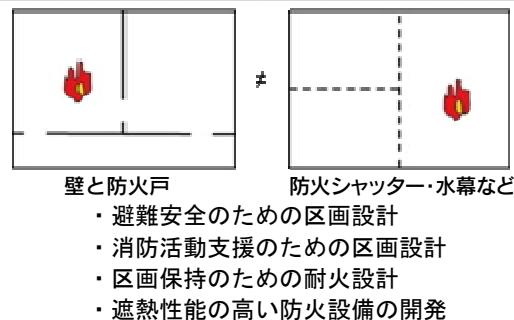 ≠
壁と防火戸 防火シャッター・水幕など
・避難安全のための区画設計
・消防活動支援のための区画設計
・区画保持のための耐火設計
・遮熱性能の高い防火設備の開発